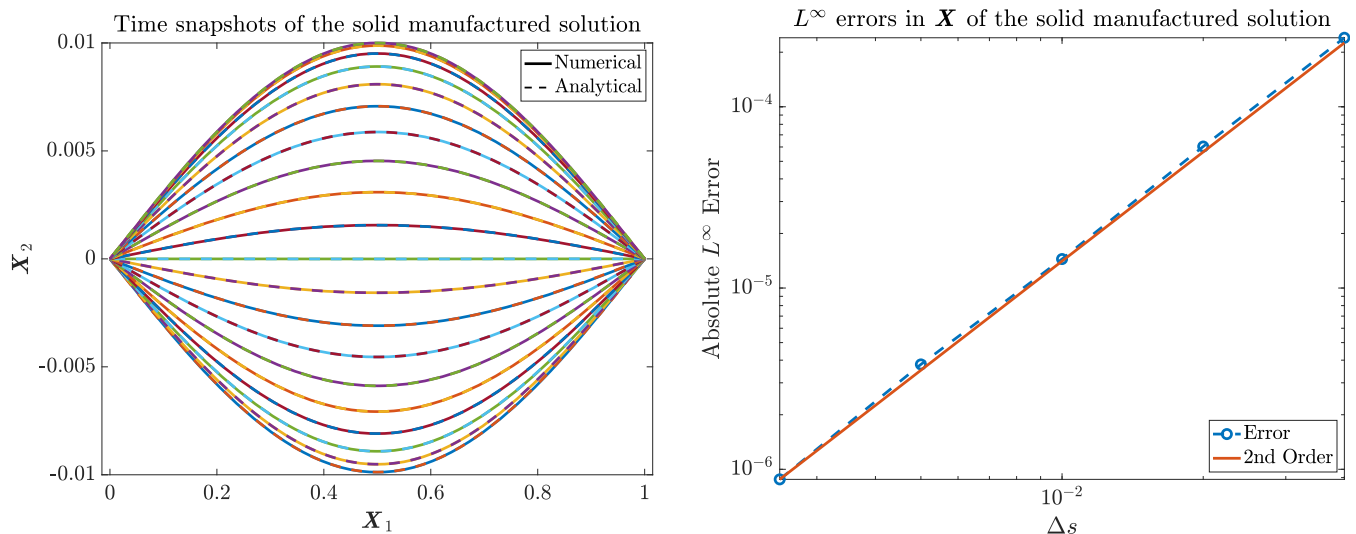 Time snapshots of the solid manufactured solution
0.01
0.005
0
-0.005
-0.01
X₂
Numerical
Analytical
0 0.2 0.4 0.6 0.8 1
X₁
L^∞ errors in X of the solid manufactured solution
10⁻⁴
10⁻⁵
10⁻⁶
Absolute L^∞ Error
Error
2nd Order
10⁻²
Δs